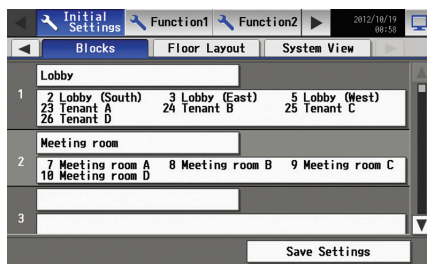 Initial Settings
Function1
Function2
2012/10/19
00:58
Blocks
Floor Layout
System View
Lobby
1
2 Lobby (South) 3 Lobby (East) 5 Lobby (West)
23 Tenant A 24 Tenant B 25 Tenant C
26 Tenant D
Meeting room
2
7 Meeting room A 8 Meeting room B 9 Meeting room C
10 Meeting room D
3
Save Settings